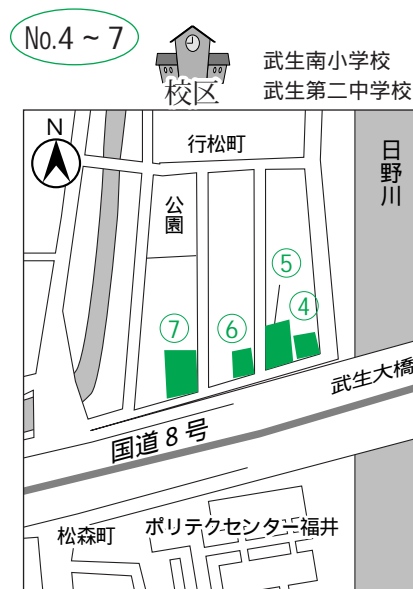 No.4 ~ 7
校区
武生南小学校
武生第二中学校
N
行松町
日野川
公園
⑤
④
⑦
⑥
武生大橋
国道8号
松森町
ポリテクセンター福井